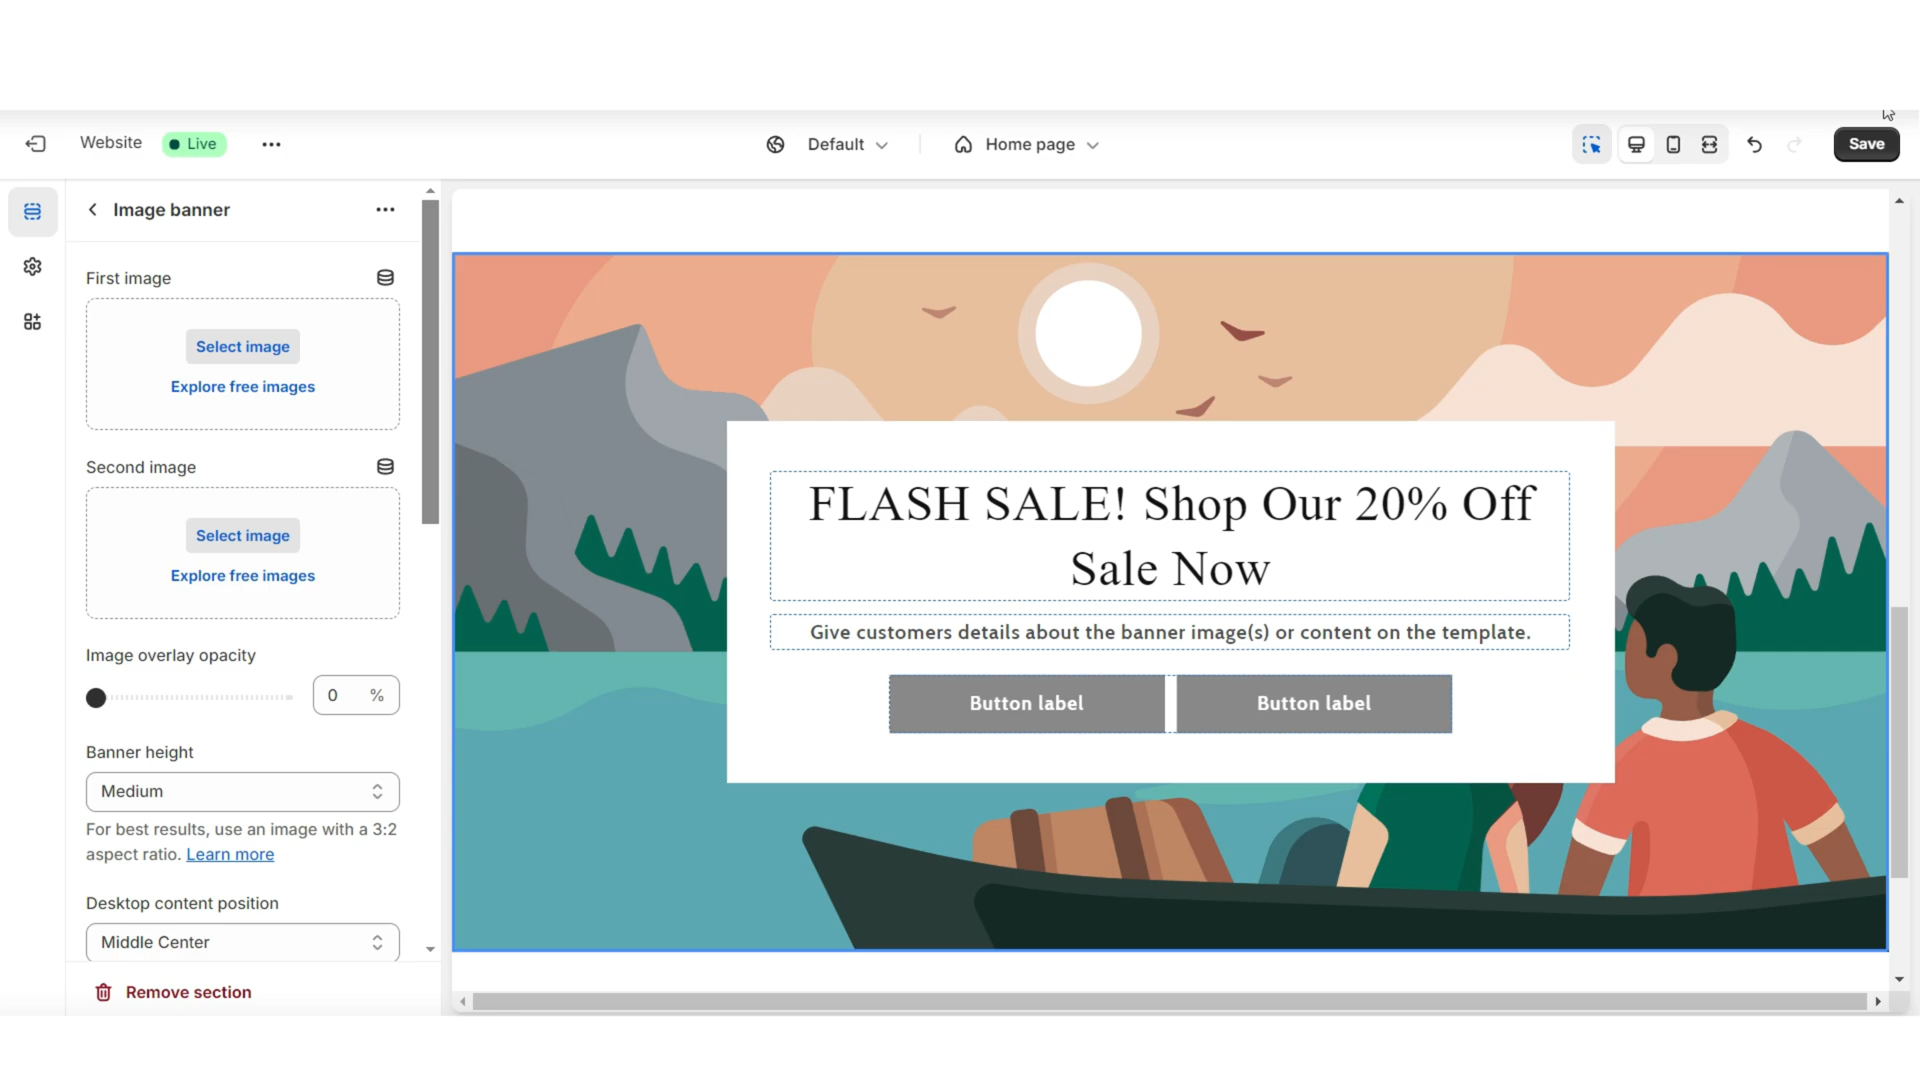 Website
Live
Default
Home page
Save
Image banner
First image
Select image
Explore free images
Second image
Select image
Explore free images
Image overlay opacity
0 %
Banner height
Medium
For best results, use an image with a 3:2
aspect ratio. Learn more
Desktop content position
Middle Center
Remove section
FLASH SALE! Shop Our 20% Off
Sale Now
Give customers details about the banner image(s) or content on the template.
Button label
Button label